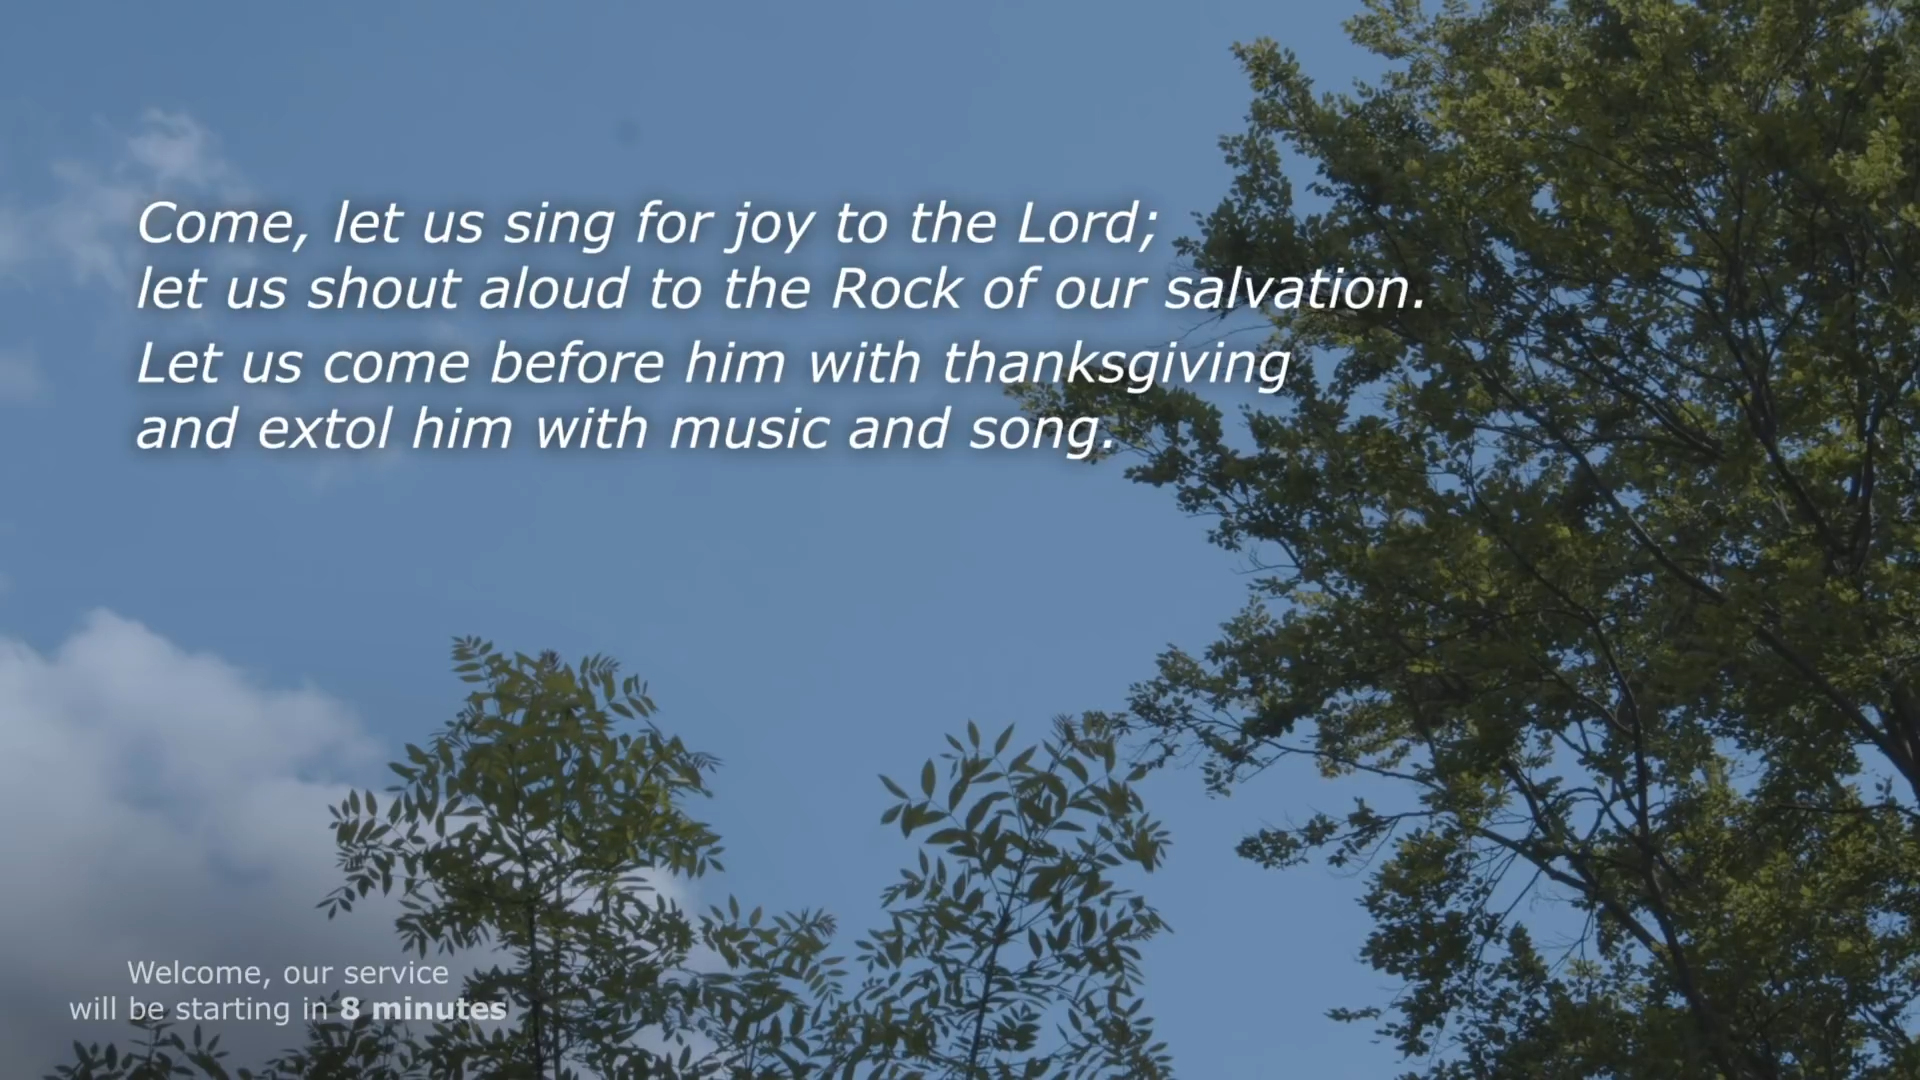 Come, let us sing for joy to the Lord;
let us shout aloud to the Rock of our salvation.
Let us come before him with thanksgiving
and extol him with music and song.
Welcome, our service
will be starting in 8 minutes